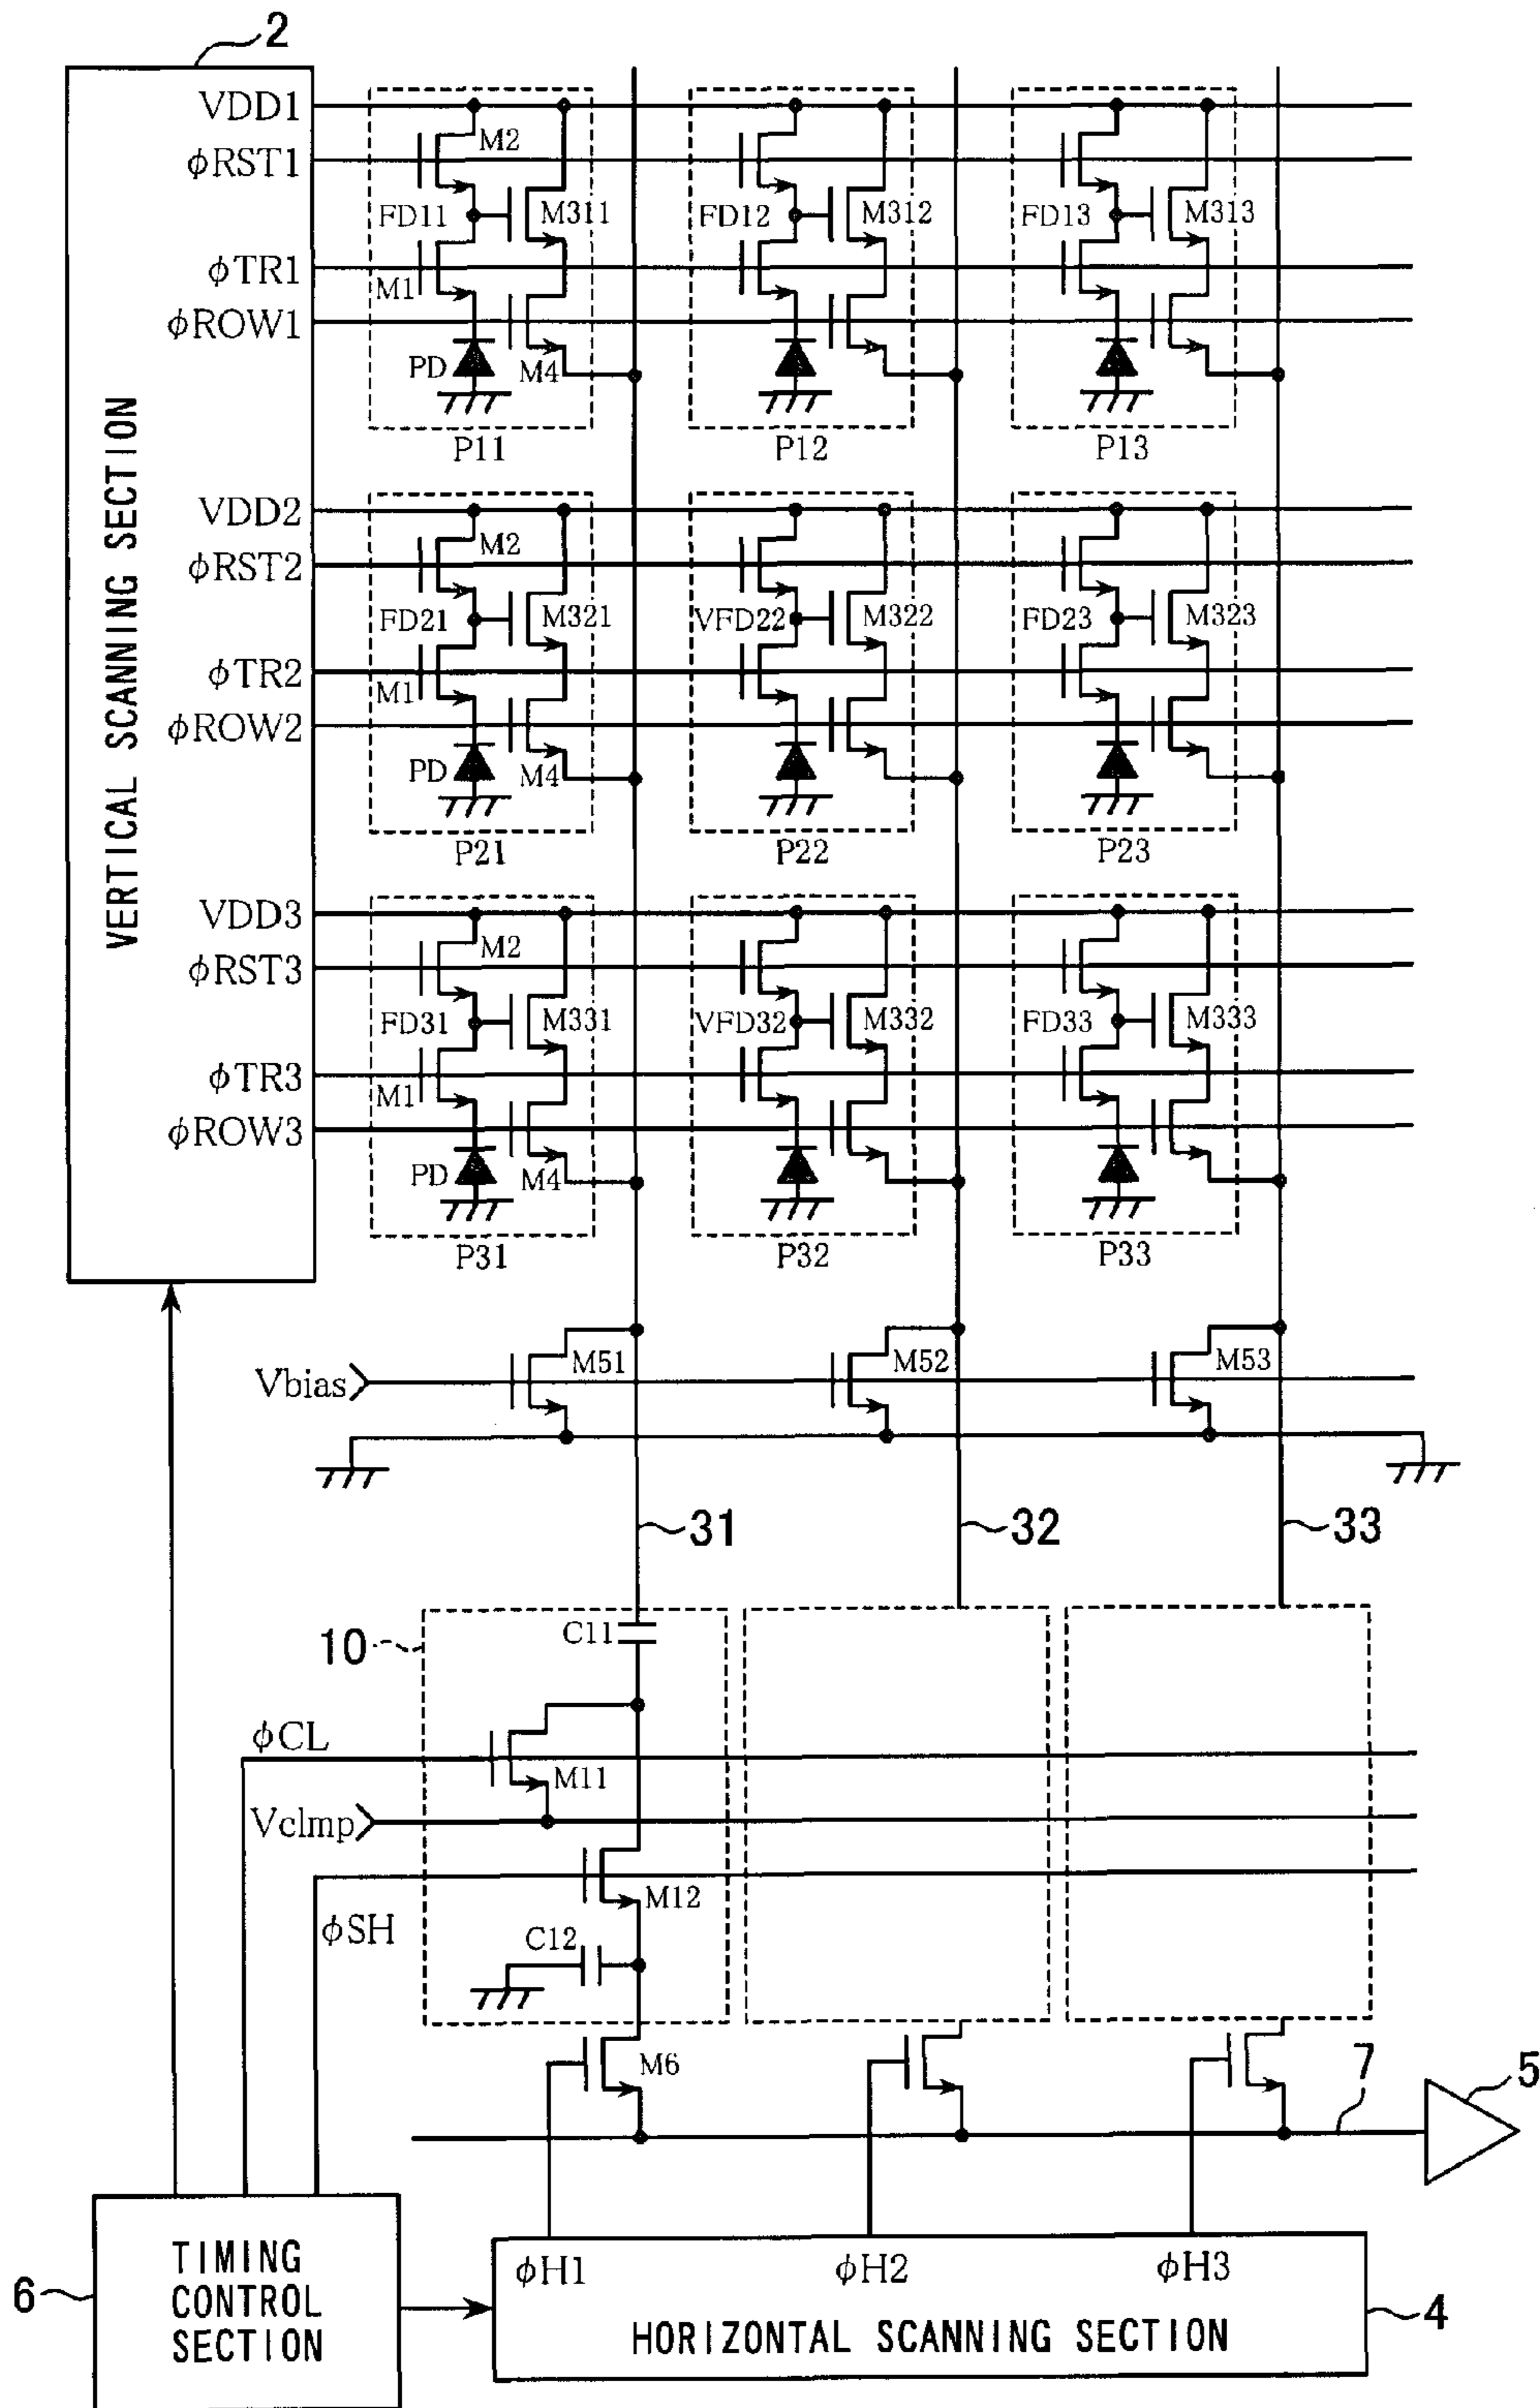 2
VERTICAL SCANNING SECTION
VDD1
M2
φRST1
FD11
M311
FD12
M312
FD13
M313
φTR1
M1
φROW1
PD
M4
P11
P12
P13
VDD2
M2
φRST2
FD21
M321
VFD22
M322
FD23
M323
φTR2
M1
φROW2
PD
M4
P21
P22
P23
VDD3
M2
φRST3
FD31
M331
VFD32
M332
FD33
M333
φTR3
M1
φROW3
PD
M4
P31
P32
P33
Vbias
M51
M52
M53
31
32
33
10
C11
φCL
M11
Vclmp
M12
φSH
C12
M6
7
5
6
TIMING
CONTROL
SECTION
φH1
φH2
φH3
HORIZONTAL SCANNING SECTION
4